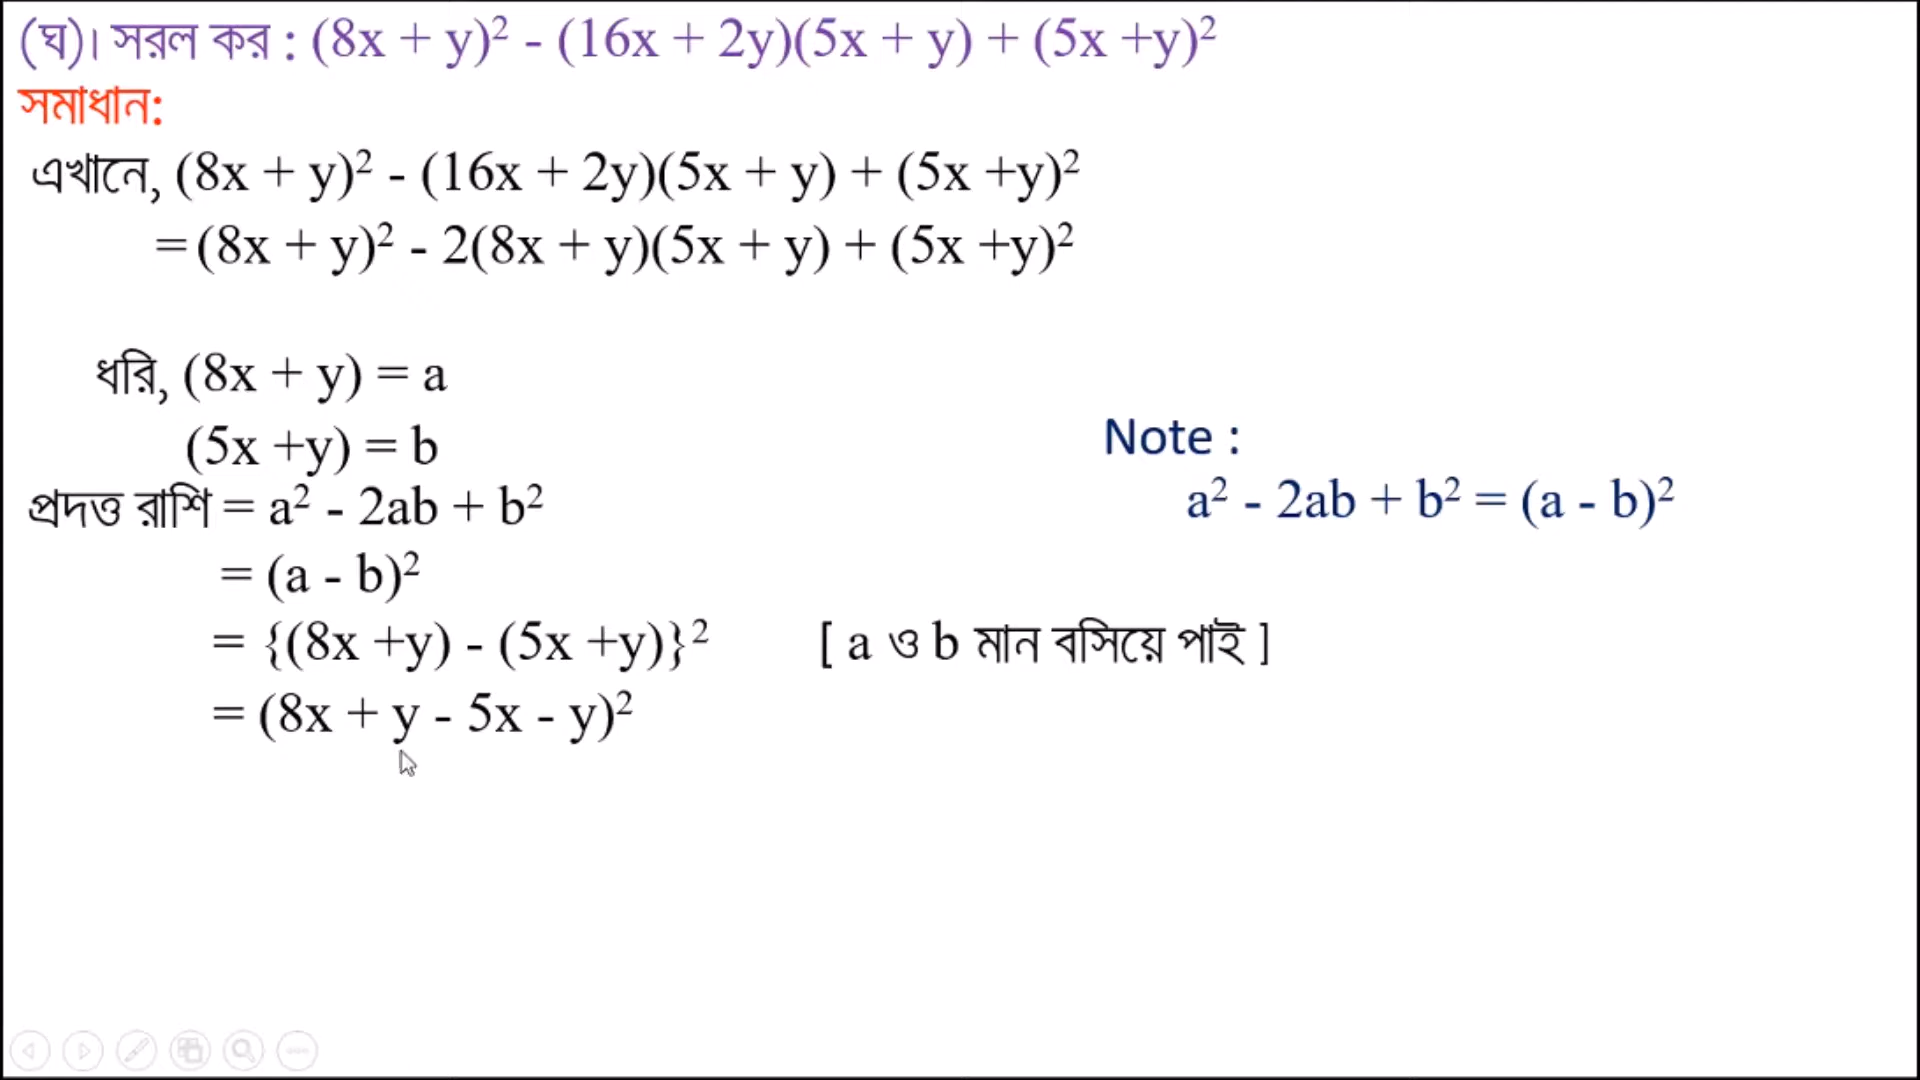 (ঘ)। সরল কর : (8x + y)² - (16x + 2y)(5x + y) + (5x +y)²
সমাধান:
এখানে, (8x + y)² - (16x + 2y)(5x + y) + (5x +y)²
= (8x + y)² - 2(8x + y)(5x + y) + (5x +y)²
ধরি, (8x + y) = a
(5x +y) = b
Note :
প্রদত্ত রাশি = a² - 2ab + b²
a² - 2ab + b² = (a - b)²
= (a - b)²
= {(8x +y) - (5x +y)}² [ a ও b মান বসিয়ে পাই ]
= (8x + y - 5x - y)²